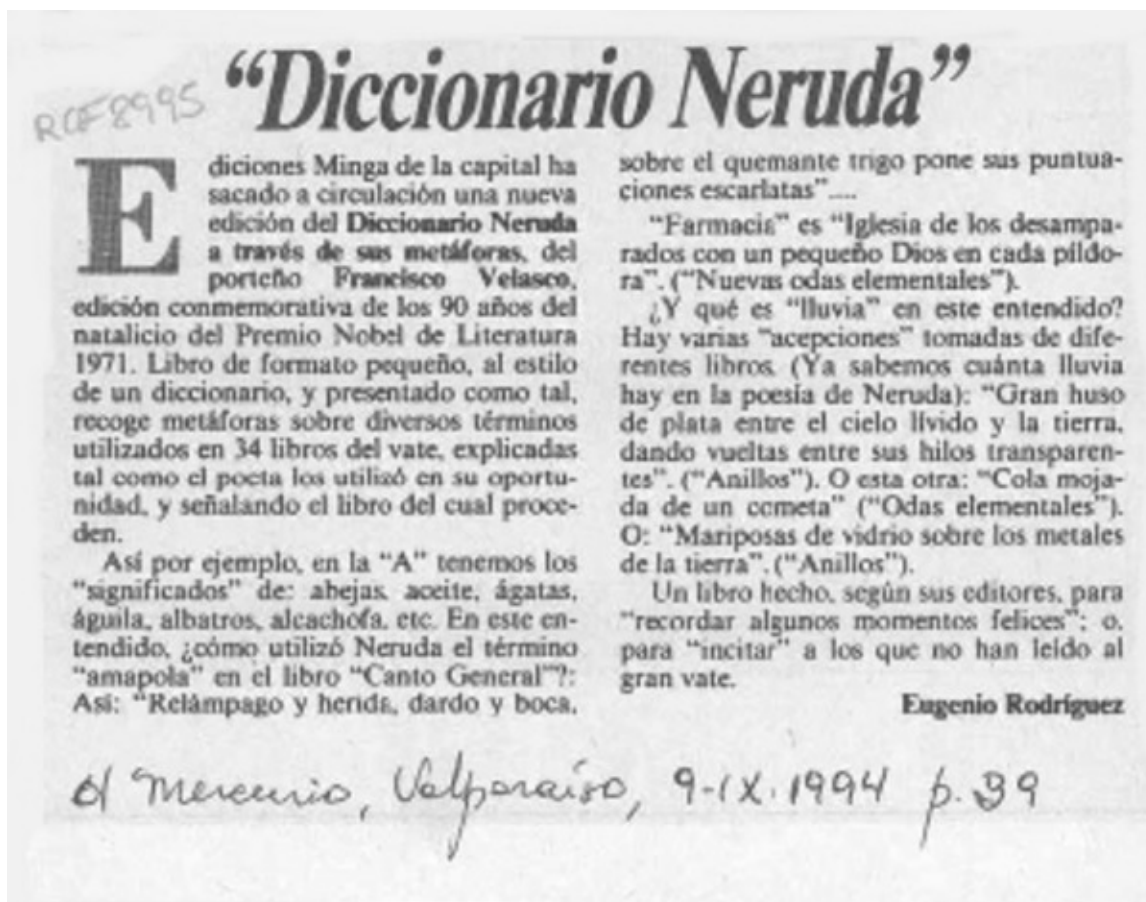 RCF8995
“Diccionario Neruda”
Ediciones Minga de la capital ha
sacado a circulación una nueva
edición del Diccionario Neruda
a través de sus metáforas, del
porteño Francisco Velasco,
edición conmemorativa de los 90 años del
natalicio del Premio Nobel de Literatura
1971. Libro de formato pequeño, al estilo
de un diccionario, y presentado como tal,
recoge metáforas sobre diversos términos
utilizados en 34 libros del vate, explicadas
tal como el poeta los utilizó en su oportu-
nidad, y señalando el libro del cual proce-
den.
Así por ejemplo, en la “A” tenemos los
“significados” de: abejas, aceite, ágatas,
águila, albatros, alcachofa, etc. En este en-
tendido, ¿cómo utilizó Neruda el término
“amapola” en el libro “Canto General”?:
Así: “Relámpago y herida, dardo y boca,
sobre el quemante trigo pone sus puntua-
ciones escarlatas”....
“Farmacia” es “Iglesia de los desampa-
rados con un pequeño Dios en cada píldo-
ra”. (“Nuevas odas elementales”).
¿Y qué es “lluvia” en este entendido?
Hay varias “acepciones” tomadas de dife-
rentes libros. (Ya sabemos cuánta lluvia
hay en la poesía de Neruda): “Gran huso
de plata entre el cielo lívido y la tierra,
dando vueltas entre sus hilos transparen-
tes”. (“Anillos”). O esta otra: “Cola moja-
da de un cometa” (“Odas elementales”).
O: “Mariposas de vidrio sobre los metales
de la tierra”. (“Anillos”).
Un libro hecho, según sus editores, para
“recordar algunos momentos felices”; o,
para “incitar” a los que no han leído al
gran vate.
Eugenio Rodríguez
El Mercurio, Valparaíso, 9-IX.1994 p.39